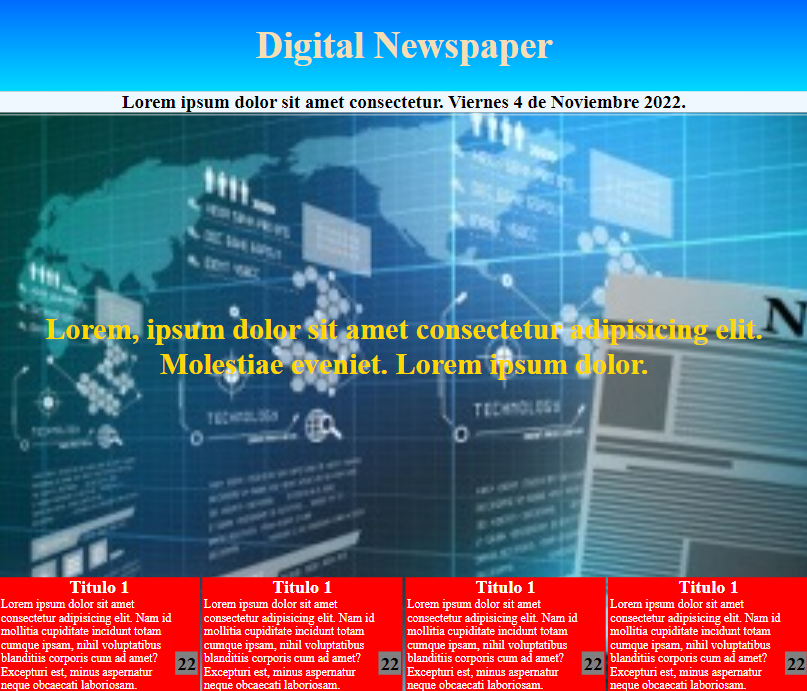 Digital Newspaper
Lorem ipsum dolor sit amet consectetur. Viernes 4 de Noviembre 2022.
TECHNOLOGY
TECHNOLOGY
TECHNOLOGY
N
Lorem, ipsum dolor sit amet consectetur adipisicing elit.
Molestiae eveniet. Lorem ipsum dolor.
Titulo 1
Lorem ipsum dolor sit amet
consectetur adipisicing elit. Nam id
mollitia cupiditate incidunt totam
cumque ipsam, nihil voluptatibus
blanditiis corporis cum ad amet?
Excepturi est, minus aspernatur
neque obcaecati laboriosam.
22
Titulo 1
Lorem ipsum dolor sit amet
consectetur adipisicing elit. Nam id
mollitia cupiditate incidunt totam
cumque ipsam, nihil voluptatibus
blanditiis corporis cum ad amet?
Excepturi est, minus aspernatur
neque obcaecati laboriosam.
22
Titulo 1
Lorem ipsum dolor sit amet
consectetur adipisicing elit. Nam id
mollitia cupiditate incidunt totam
cumque ipsam, nihil voluptatibus
blanditiis corporis cum ad amet?
Excepturi est, minus aspernatur
neque obcaecati laboriosam.
22
Titulo 1
Lorem ipsum dolor sit amet
consectetur adipisicing elit. Nam id
mollitia cupiditate incidunt totam
cumque ipsam, nihil voluptatibus
blanditiis corporis cum ad amet?
Excepturi est, minus aspernatur
neque obcaecati laboriosam.
22